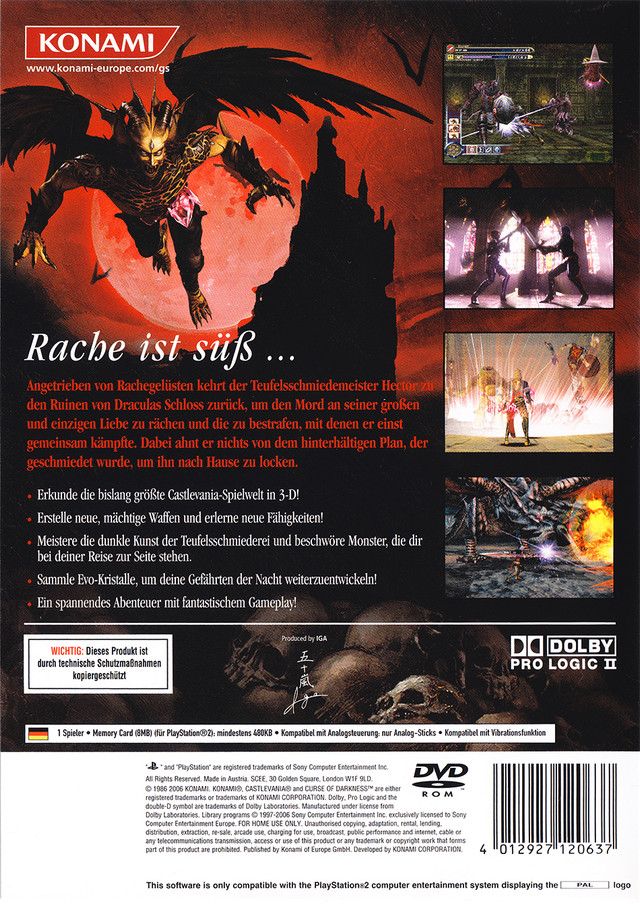 KONAMI
www.konami-europe.com/gs
Rache ist süß ...
Angetrieben von Rachegelüsten kehrt der Teufelsschmiedemeister Hector zu
den Ruinen von Draculas Schloss zurück, um den Mord an seiner großen
und einzigen Liebe zu rächen und die zu bestrafen, mit denen er einst
gemeinsam kämpfte. Dabei ahnt er nichts von dem hinterhältigen Plan, der
geschmiedet wurde, um ihn nach Hause zu locken.
• Erkunde die bislang größte Castlevania-Spielwelt in 3-D!
• Erstelle neue, mächtige Waffen und erlerne neue Fähigkeiten!
• Meistere die dunkle Kunst der Teufelsschmiederei und beschwöre Monster, die dir
bei deiner Reise zur Seite stehen.
• Sammle Evo-Kristalle, um deine Gefährten der Nacht weiterzuentwickeln!
• Ein spannendes Abenteuer mit fantastischem Gameplay!
WICHTIG: Dieses Produkt ist
durch technische Schutzmaßnahmen
kopiergeschützt
Produced by IGA
五十嵐
Iga
DOLBY
PRO LOGIC II
1 Spieler • Memory Card (8MB) (für PlayStation®2): mindestens 480KB • Kompatibel mit Analogsteuerung: nur Analog-Sticks • Kompatibel mit Vibrationsfunktion
" " and "PlayStation" are registered trademarks of Sony Computer Entertainment Inc.
All Rights Reserved. Made in Austria. SCEE, 30 Golden Square, London W1F 9LD.
© 1986 2006 KONAMI. KONAMI®, CASTLEVANIA® and CURSE OF DARKNESS™ are either
registered trademarks or trademarks of KONAMI CORPORATION. Dolby, Pro Logic and the
double-D symbol are trademarks of Dolby Laboratories. Manufactured under license from
Dolby Laboratories. Library programs © 1997-2006 Sony Computer Entertainment Inc. exclusively licensed to Sony
Computer Entertainment Europe. FOR HOME USE ONLY. Unauthorised copying, adaptation, rental, lending,
distribution, extraction, re-sale, arcade use, charging for use, broadcast, public performance and internet, cable or
any telecommunications transmission, access or use of this product or any trademark or copyright work that forms
part of this product are prohibited. Published by Konami of Europe GmbH. Developed by KONAMI CORPORATION.
DVD
ROM
4 012927 120637
This software is only compatible with the PlayStation®2 computer entertainment system displaying the PAL logo